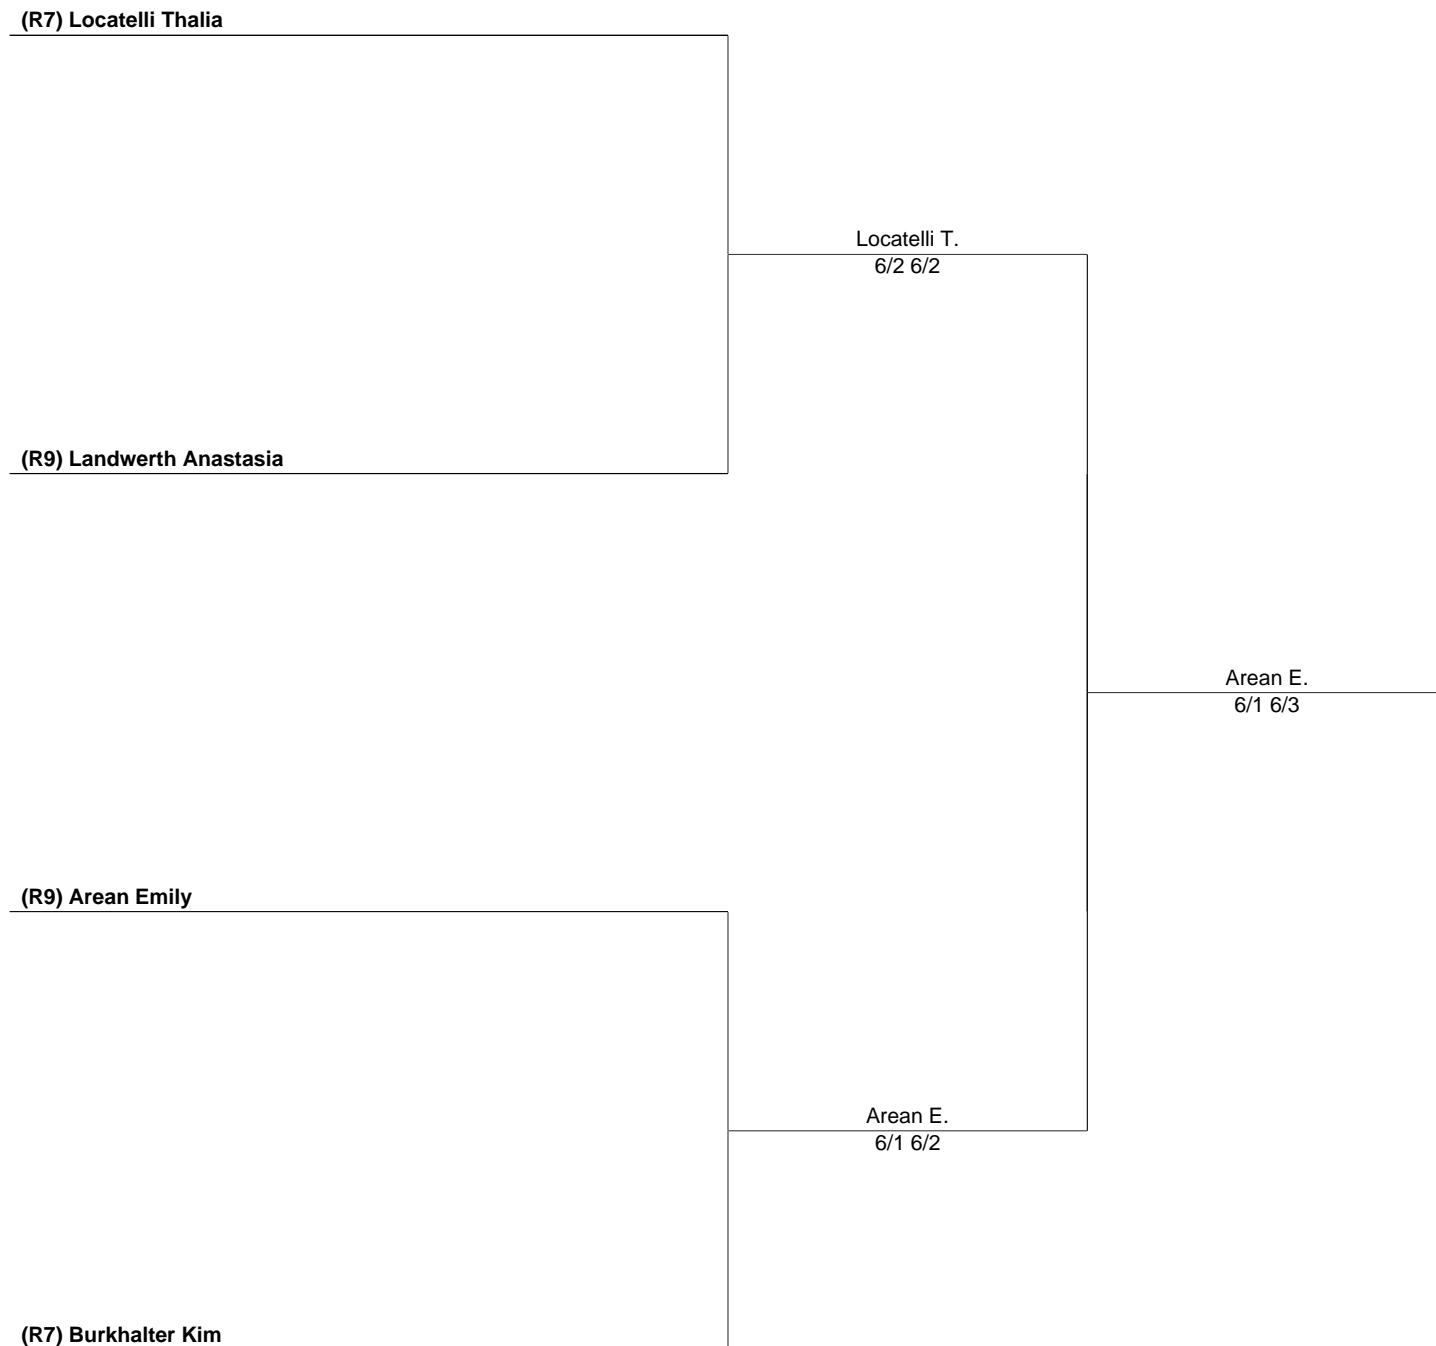 (R7) Locatelli Thalia
Locatelli T.
6/2 6/2
(R9) Landwerth Anastasia
Arean E.
6/1 6/3
(R9) Arean Emily
Arean E.
6/1 6/2
(R7) Burkhalter Kim